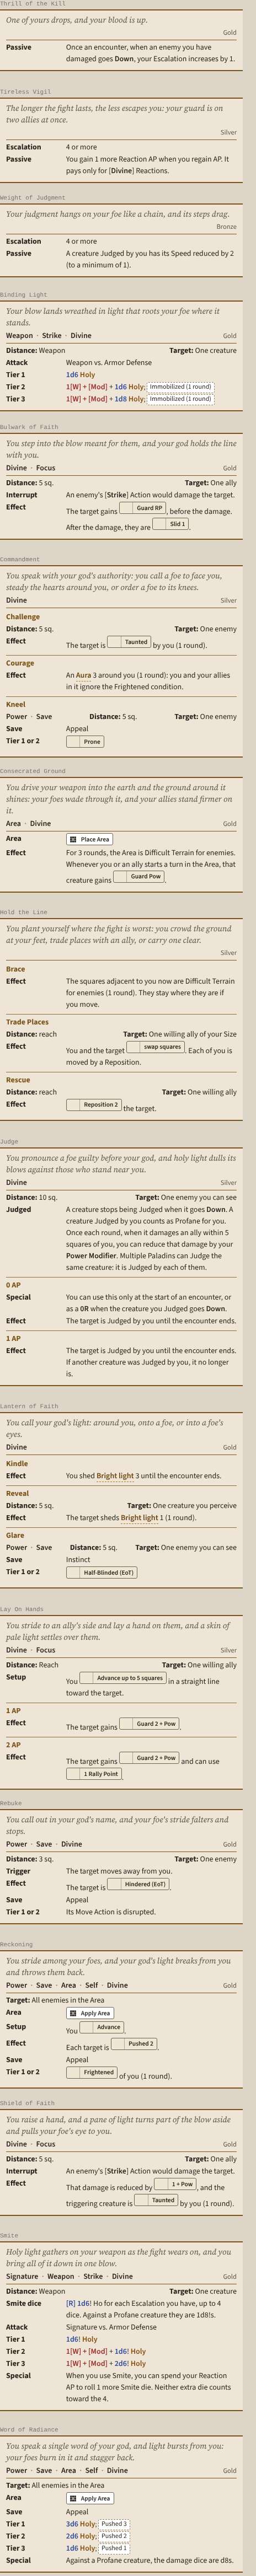 Thrill of the Kill
One of yours drops, and your blood is up.
Gold
Passive Once an encounter, when an enemy you have
damaged goes Down, your Escalation increases by 1.
Tireless Vigil
The longer the fight lasts, the less escapes you: your guard is on
two allies at once.
Silver
Escalation 4 or more
Passive You gain 1 more [Reaction AP when you regain AP. It
pays only for [Divine] Reactions.
Weight of Judgment
Your judgment hangs on your foe like a chain, and its steps drag.
Bronze
Escalation 4 or more
Passive A creature Judged by you has its Speed reduced by 2
(to a minimum of 1).
Binding Light
Your blow lands wreathed in light that roots your foe where it
stands.
Weapon · Strike · Divine Gold
Distance: Weapon Target: One creature
Attack Weapon vs. Armor Defense
Tier 1 1d6 Holy
Tier 2 1[W] + [Mod] + 1d6 Holy; Immobilized (1 round)
Tier 3 1[W] + [Mod] + 1d8 Holy; Immobilized (1 round)
Bulwark of Faith
You step into the blow meant for them, and your god holds the line
with you.
Divine · Focus Gold
Distance: 5 sq. Target: One ally
Interrupt An enemy's [Strike] Action would damage the target.
Effect The target gains Guard RP, before the damage.
After the damage, they are Slid 1.
Commandment
You speak with your god's authority: you call a foe to face you,
steady the hearts around you, or order a foe to its knees.
Divine Silver
Challenge
Distance: 5 sq. Target: One enemy
Effect The target is Taunted by you (1 round).
Courage
Effect An Aura 3 around you (1 round): you and your allies
in it ignore the Frightened condition.
Kneel
Power · Save Distance: 5 sq. Target: One enemy
Save Appeal
Tier 1 or 2 Prone
Consecrated Ground
You drive your weapon into the earth and the ground around it
shines: your foes wade through it, and your allies stand firmer on
it.
Area · Divine Gold
Area Place Area
Effect For 3 rounds, the Area is Difficult Terrain for enemies.
Whenever you or an ally starts a turn in the Area, that
creature gains Guard Pow.
Hold the Line
You plant yourself where the fight is worst: you crowd the ground
at your feet, trade places with an ally, or carry one clear.
Silver
Brace
Effect The squares adjacent to you now are Difficult Terrain
for enemies (1 round). They stay where they are if
you move.
Trade Places
Distance: reach Target: One willing ally of your Size
Effect You and the target swap squares. Each of you is
moved by a Reposition.
Rescue
Distance: reach Target: One willing ally
Effect Reposition 2 the target.
Judge
You pronounce a foe guilty before your god, and holy light dulls its
blows against those who stand near you.
Divine Silver
Distance: 10 sq. Target: One enemy you can see
Judged A creature stops being Judged when it goes Down. A
creature Judged by you counts as Profane for you.
Once each round, when it damages an ally within 5
squares of you, you can reduce that damage by your
Power Modifier. Multiple Paladins can Judge the
same creature: it is Judged by each of them.
0 AP
Special You can use this only at the start of an encounter, or
as a 0R when the creature you Judged goes Down.
Effect The target is Judged by you until the encounter ends.
1 AP
Effect The target is Judged by you until the encounter ends.
If another creature was Judged by you, it no longer
is.
Lantern of Faith
You call your god's light: around you, onto a foe, or into a foe's
eyes.
Divine Gold
Kindle
Effect You shed Bright light 3 until the encounter ends.
Reveal
Distance: 5 sq. Target: One creature you perceive
Effect The target sheds Bright light 1 (1 round).
Glare
Power · Save Distance: 5 sq. Target: One enemy you can see
Save Instinct
Tier 1 or 2 Half-Blinded (EoT)
Lay On Hands
You stride to an ally's side and lay a hand on them, and a skin of
pale light settles over them.
Divine · Focus Silver
Distance: Reach Target: One willing ally
Setup You Advance up to 5 squares in a straight line
toward the target.
1 AP
Effect The target gains Guard 2 + Pow.
2 AP
Effect The target gains Guard 2 + Pow and can use
1 Rally Point.
Rebuke
You call out in your god's name, and your foe's stride falters and
stops.
Power · Save · Divine Gold
Distance: 3 sq. Target: One enemy
Trigger The target moves away from you.
Effect The target is Hindered (EoT).
Save Appeal
Tier 1 or 2 Its Move Action is disrupted.
Reckoning
You stride among your foes, and your god's light breaks from you
and throws them back.
Power · Save · Area · Self · Divine Gold
Target: All enemies in the Area
Area Apply Area
Setup You Advance.
Effect Each target is Pushed 2.
Save Appeal
Tier 1 or 2 Frightened of you (1 round).
Shield of Faith
You raise a hand, and a pane of light turns part of the blow aside
and pulls your foe's eye to you.
Divine · Focus Gold
Distance: 5 sq. Target: One ally
Interrupt An enemy's [Strike] Action would damage the target.
Effect That damage is reduced by 1 + Pow, and the
triggering creature is Taunted by you (1 round).
Smite
Holy light gathers on your weapon as the fight wears on, and you
bring all of it down in one blow.
Signature · Weapon · Strike · Divine Gold
Distance: Weapon Target: One creature
Smite dice [R] 1d6! Ho for each Escalation you have, up to 4
dice. Against a Profane creature they are 1d8!s.
Attack Signature vs. Armor Defense
Tier 1 1d6! Holy
Tier 2 1[W] + [Mod] + 1d6! Holy
Tier 3 1[W] + [Mod] + 2d6! Holy
Special When you use Smite, you can spend your Reaction
AP to roll 1 more Smite die. Neither extra die counts
toward the 4.
Word of Radiance
You speak a single word of your god, and light bursts from you:
your foes burn in it and stagger back.
Power · Save · Area · Self · Divine Gold
Target: All enemies in the Area
Area Apply Area
Save Appeal
Tier 1 3d6 Holy; Pushed 3
Tier 2 2d6 Holy; Pushed 2
Tier 3 1d6 Holy; Pushed 1
Special Against a Profane creature, the damage dice are d8s.